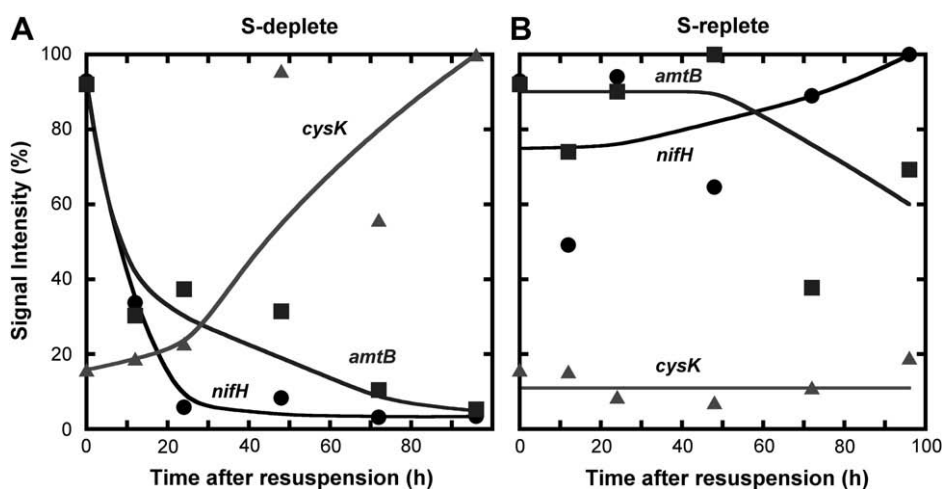 A
S-deplete
B
S-replete
Signal Intensity (%)
100
80
60
40
20
0
cysK
amtB
nifH
0 20 40 60 80
Time after resuspension (h)
amtB
nifH
cysK
0 20 40 60 80 100
Time after resuspension (h)